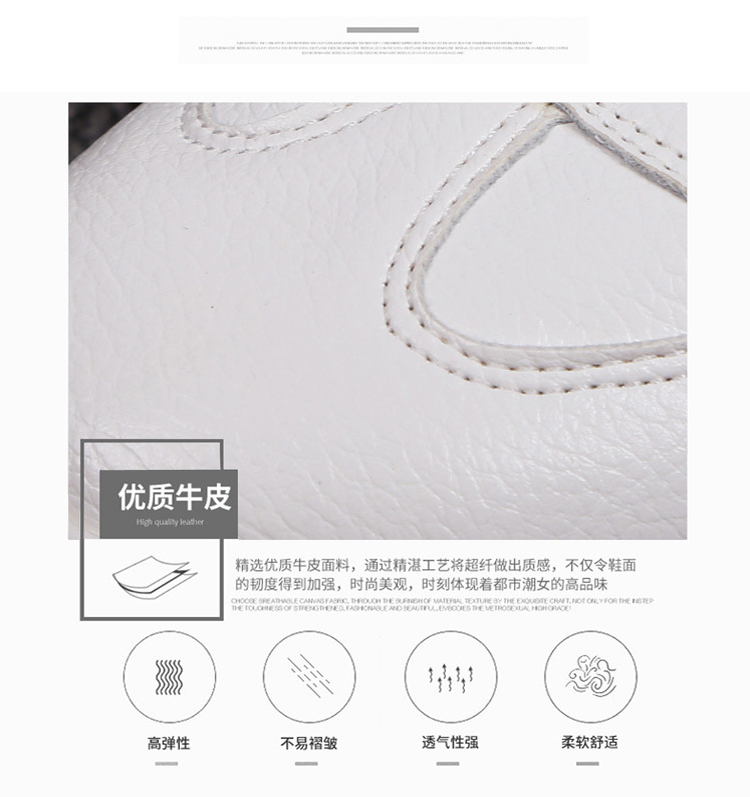 优质牛皮
High quality leather
精选优质牛皮面料，通过精湛工艺将超纤做出质感，不仅令鞋面
的韧度得到加强，时尚美观，时刻体现着都市潮女的高品味
CHOOSE BREATHABLE CANVAS FABRIC, THROUGH THE BURNISH OF MATERIAL TEXTURE BY THE EXQUISITE CRAFT, NOT ONLY FOR THE INSTEP
THE TOUGHNESS OF STRENGTHENED, FASHIONABLE AND BEAUTIFUL, EMBODIES THE METROSEXUAL HIGH GRADE!
高弹性
不易褶皱
透气性强
柔软舒适